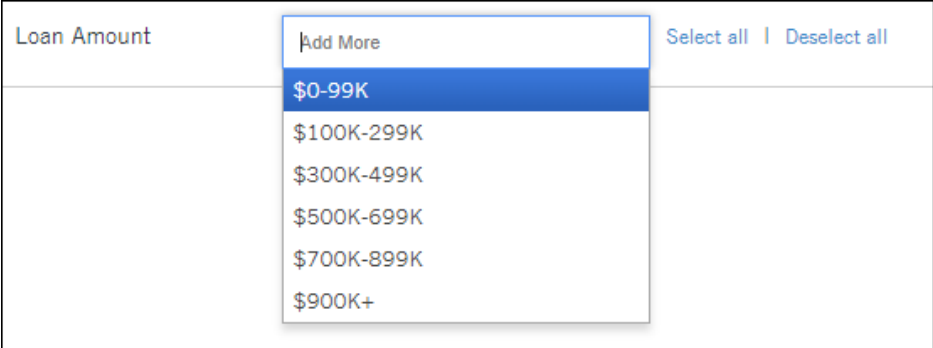 Loan Amount
Add More
Select all | Deselect all
$0-99K
$100K-299K
$300K-499K
$500K-699K
$700K-899K
$900K+